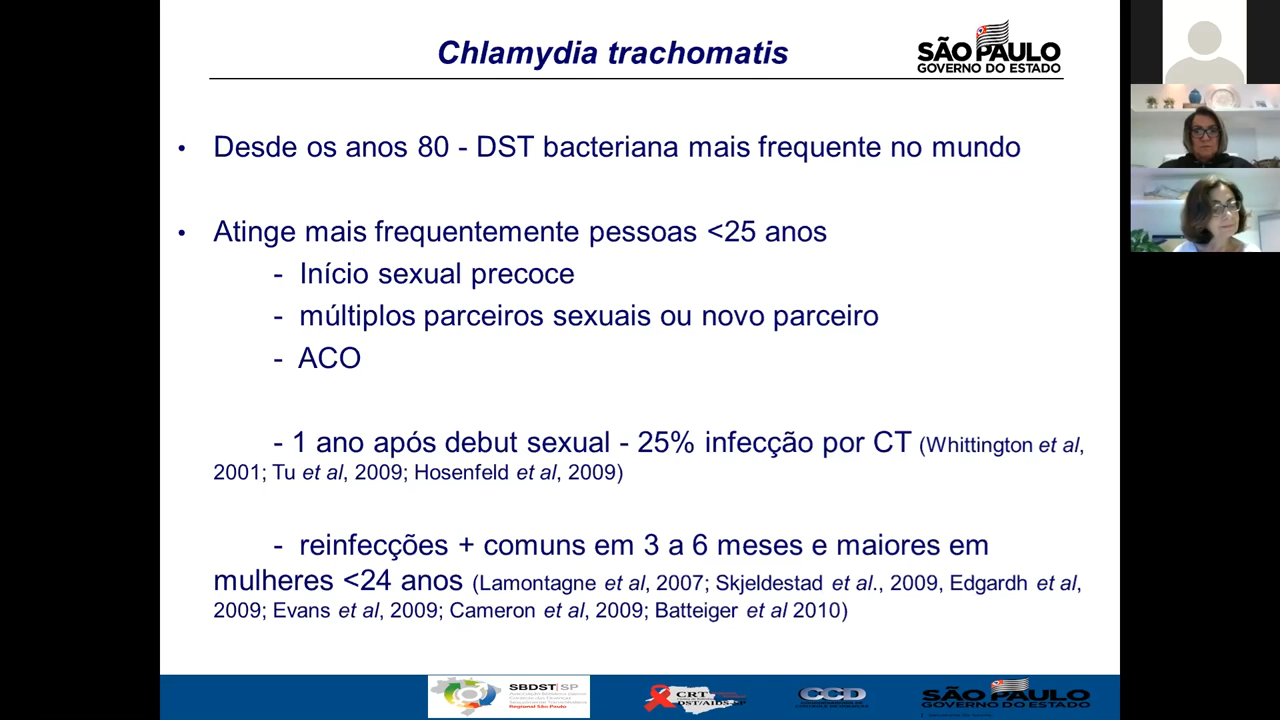 Chlamydia trachomatis
SÃO PAULO
GOVERNO DO ESTADO
• Desde os anos 80 - DST bacteriana mais frequente no mundo
• Atinge mais frequentemente pessoas <25 anos
- Início sexual precoce
- múltiplos parceiros sexuais ou novo parceiro
- ACO
- 1 ano após debut sexual - 25% infecção por CT (Whittington et al,
2001; Tu et al, 2009; Hosenfeld et al, 2009)
- reinfecções + comuns em 3 a 6 meses e maiores em
mulheres <24 anos (Lamontagne et al, 2007; Skjeldestad et al., 2009, Edgardh et al,
2009; Evans et al, 2009; Cameron et al, 2009; Batteiger et al 2010)
SBDST|SP
Regional São Paulo
CRT
DST/AIDS-SP
CCD
SÃO PAULO
GOVERNO DO ESTADO